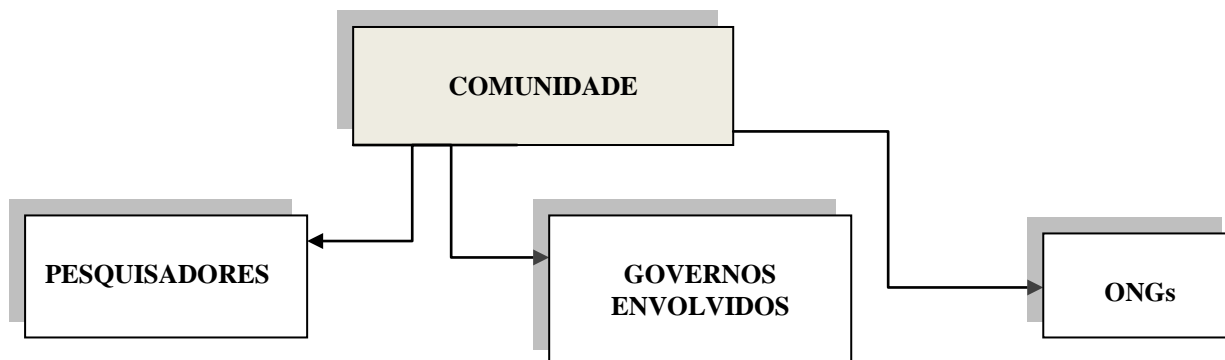 COMUNIDADE
PESQUISADORES
GOVERNOS
ENVOLVIDOS
ONGs